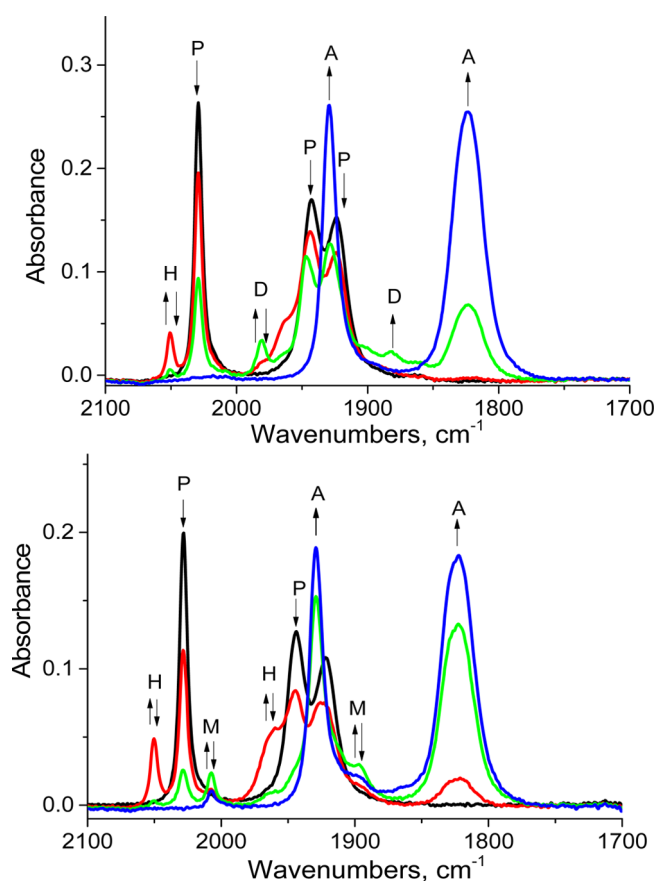 P
A
A
0.3
P
P
0.2
Absorbance
H
0.1
D
D
0.0
2100
2000
1900
1800
1700
Wavenumbers, cm-1
P
A
A
0.2
P
Absorbance
H
H
0.1
M
M
0.0
2100
2000
1900
1800
1700
Wavenumbers, cm-1